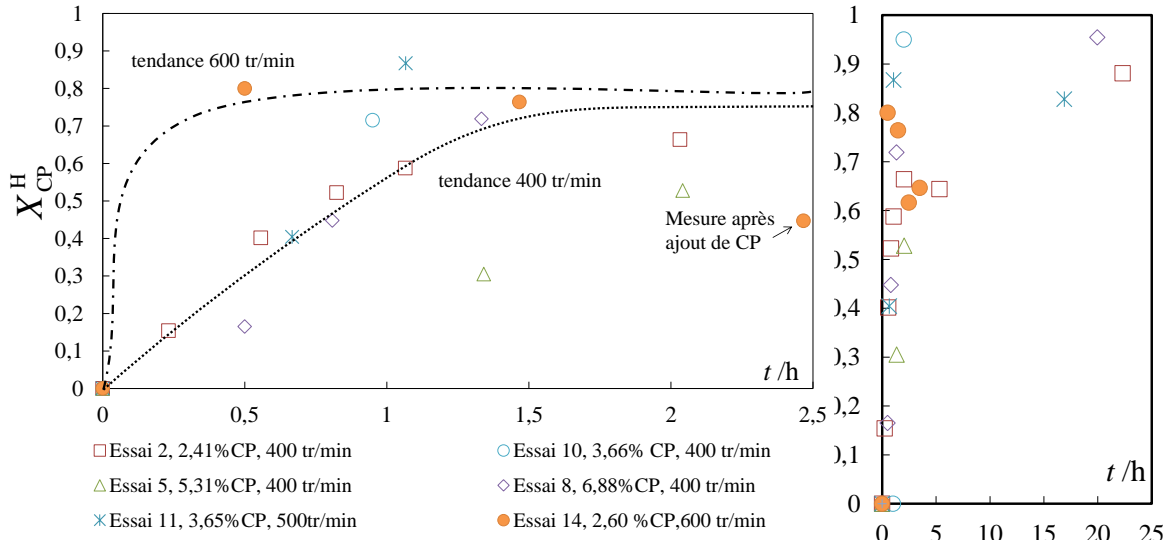 1
0,9
0,8
0,7
0,6
0,5
0,4
0,3
0,2
0,1
0
X_CP^H
tendance 600 tr/min
tendance 400 tr/min
Mesure après
ajout de CP
t /h
0 0,5 1 1,5 2 2,5
Essai 2, 2,41%CP, 400 tr/min
Essai 10, 3,66% CP, 400 tr/min
Essai 5, 5,31%CP, 400 tr/min
Essai 8, 6,88%CP, 400 tr/min
Essai 11, 3,65%CP, 500tr/min
Essai 14, 2,60 %CP,600 tr/min
1
0,9
0,8
0,7
0,6
0,5
0,4
0,3
0,2
0,1
0
t /h
0 5 10 15 20 25